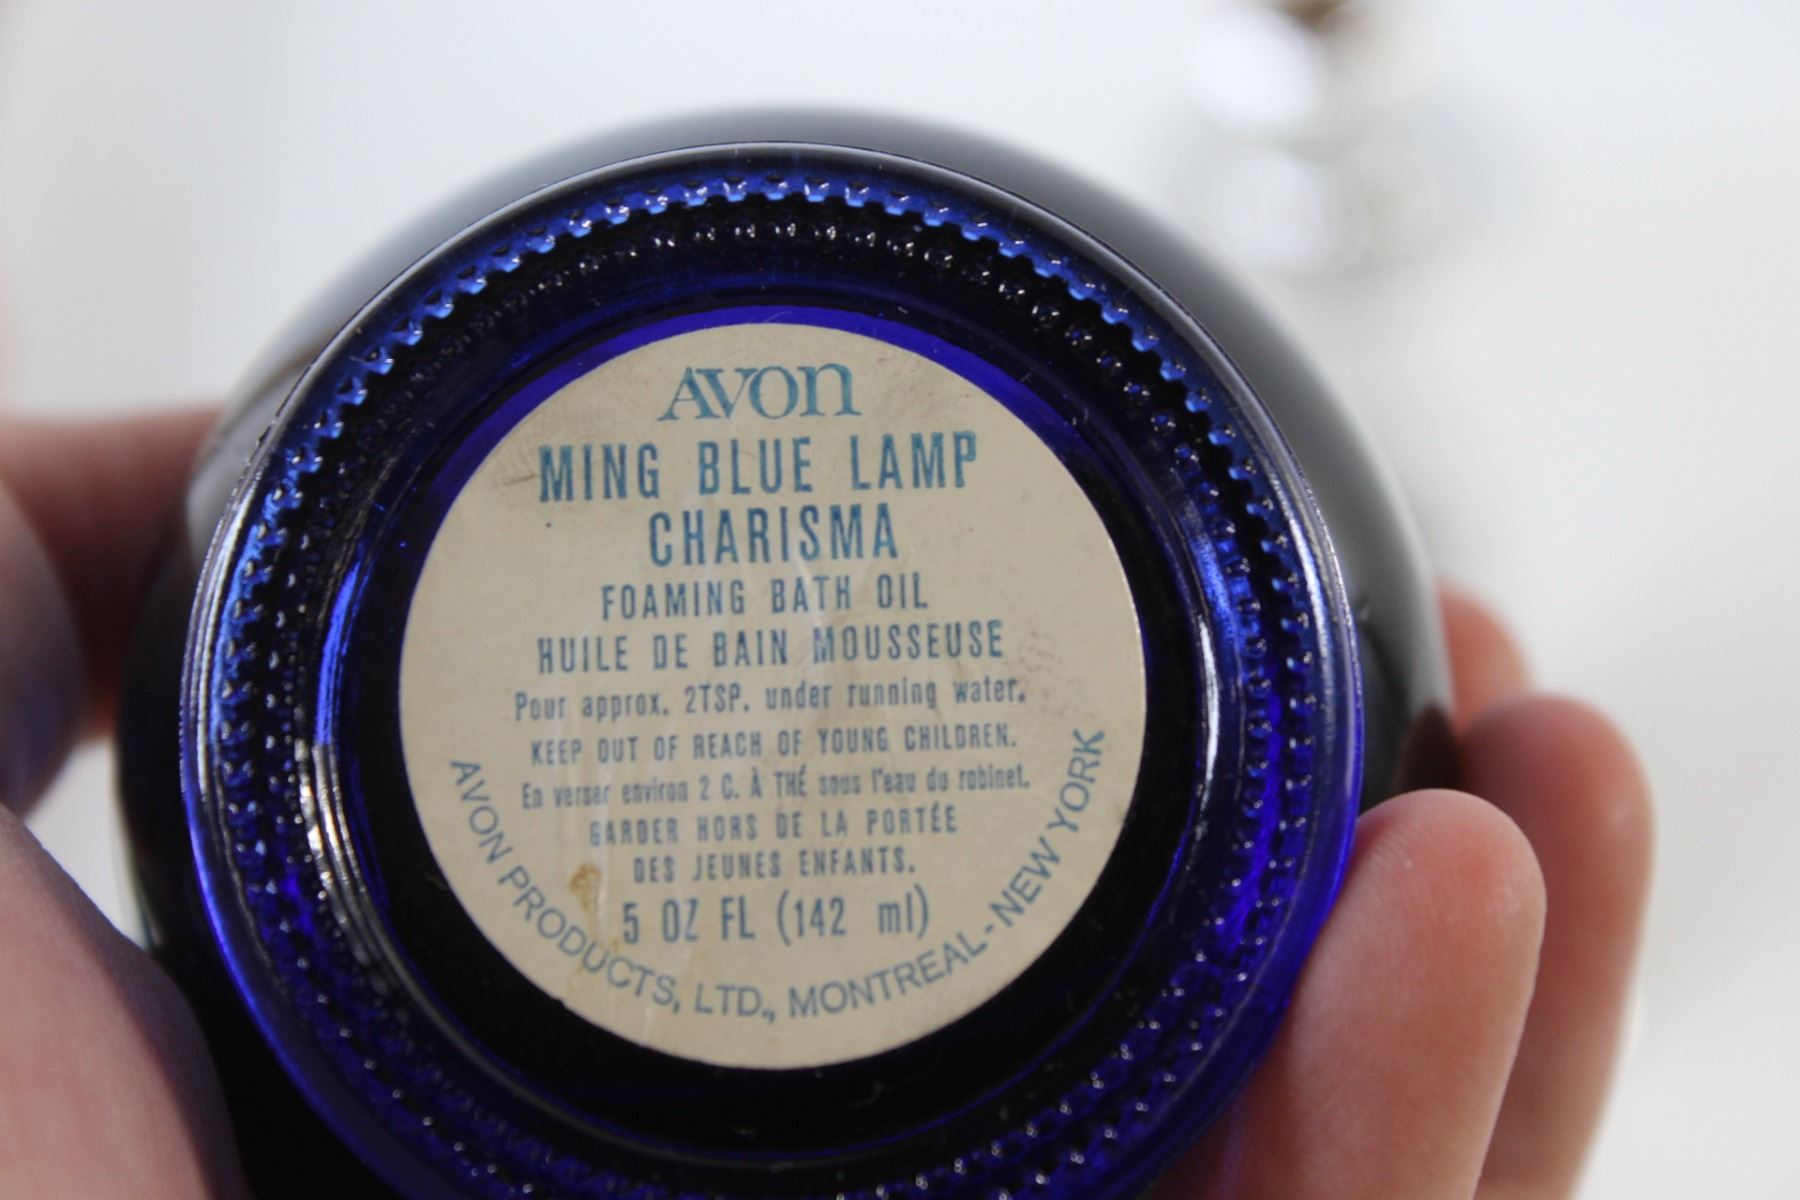 AVON
MING BLUE LAMP
CHARISMA
FOAMING BATH OIL
HUILE DE BAIN MOUSSEUSE
Pour approx. 2TSP. under running water.
KEEP OUT OF REACH OF YOUNG CHILDREN.
En verser environ 2 C. À THÉ sous l'eau du robinet.
GARDER HORS DE LA PORTÉE
DES JEUNES ENFANTS.
5 OZ FL (142 ml)
AVON PRODUCTS, LTD., MONTREAL-NEW YORK